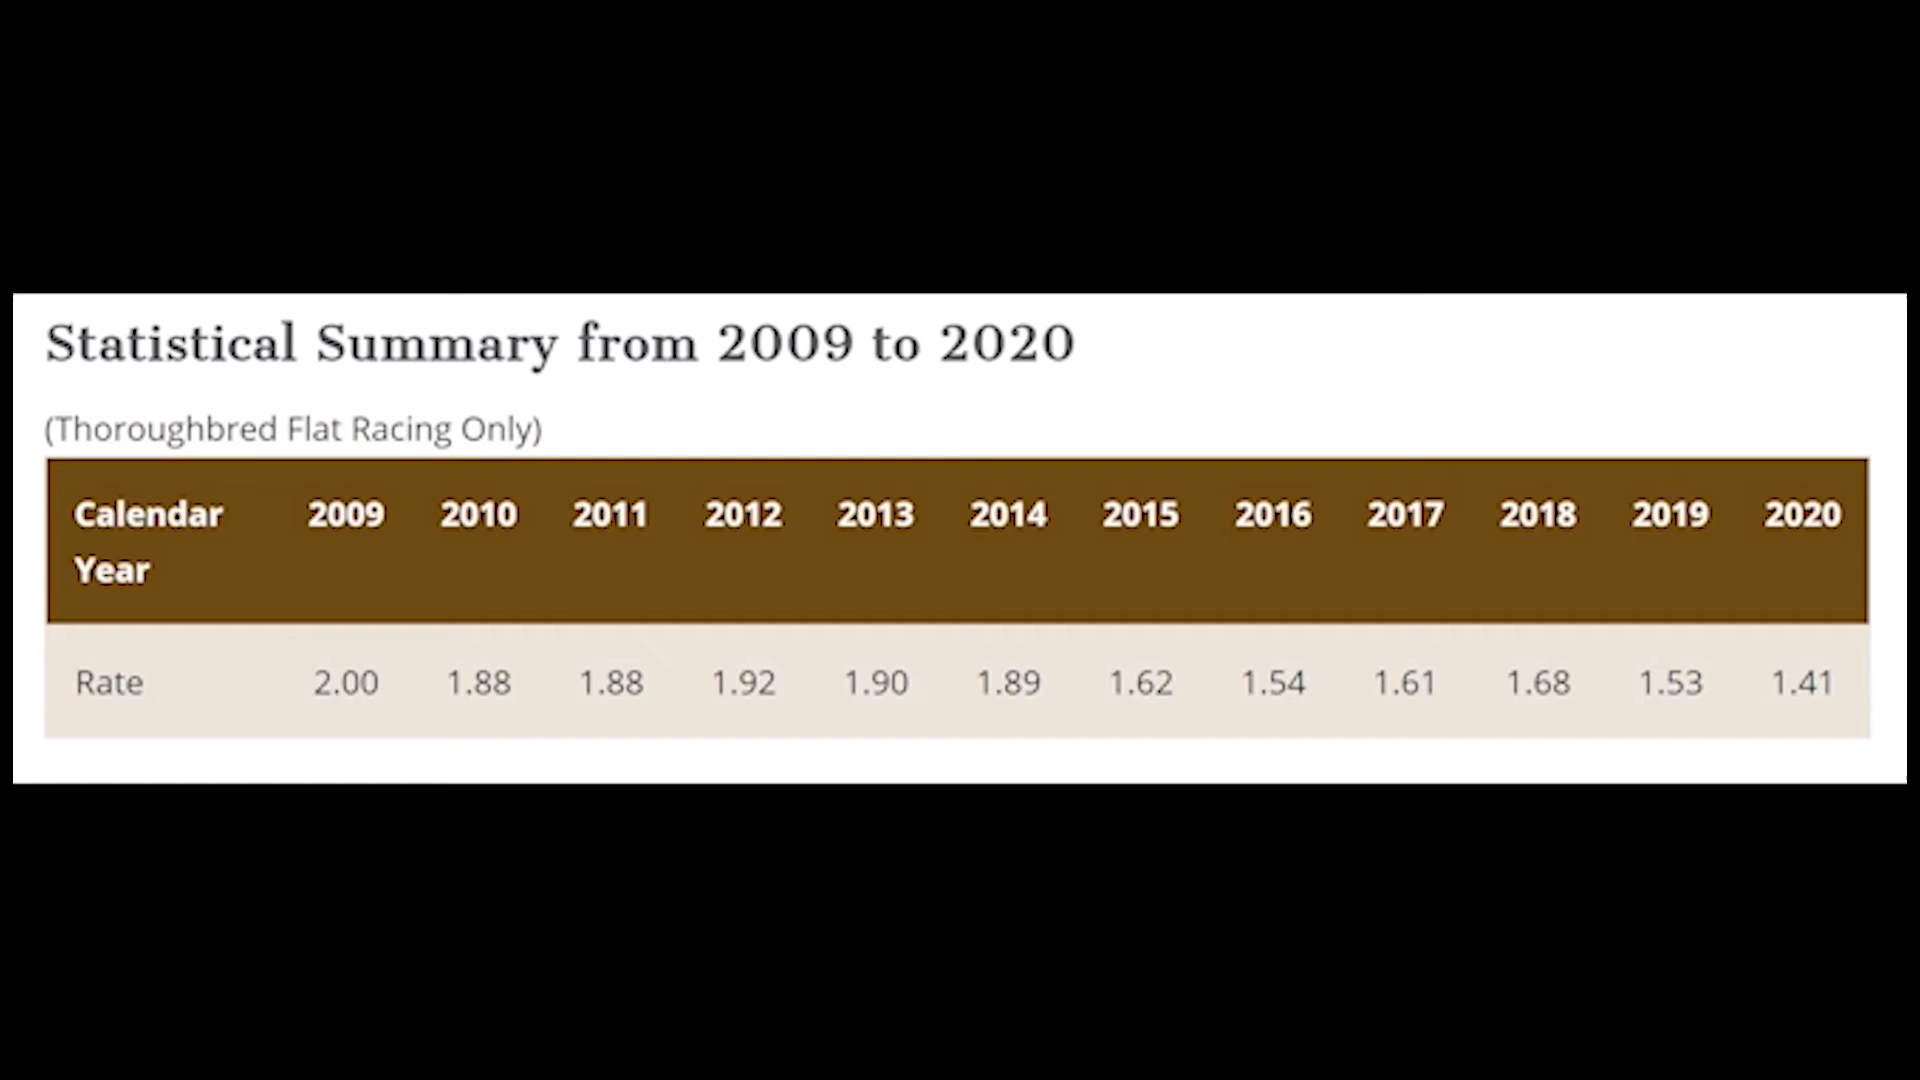 Statistical Summary from 2009 to 2020
(Thoroughbred Flat Racing Only)
Calendar Year 2009 2010 2011 2012 2013 2014 2015 2016 2017 2018 2019 2020
Rate 2.00 1.88 1.88 1.92 1.90 1.89 1.62 1.54 1.61 1.68 1.53 1.41